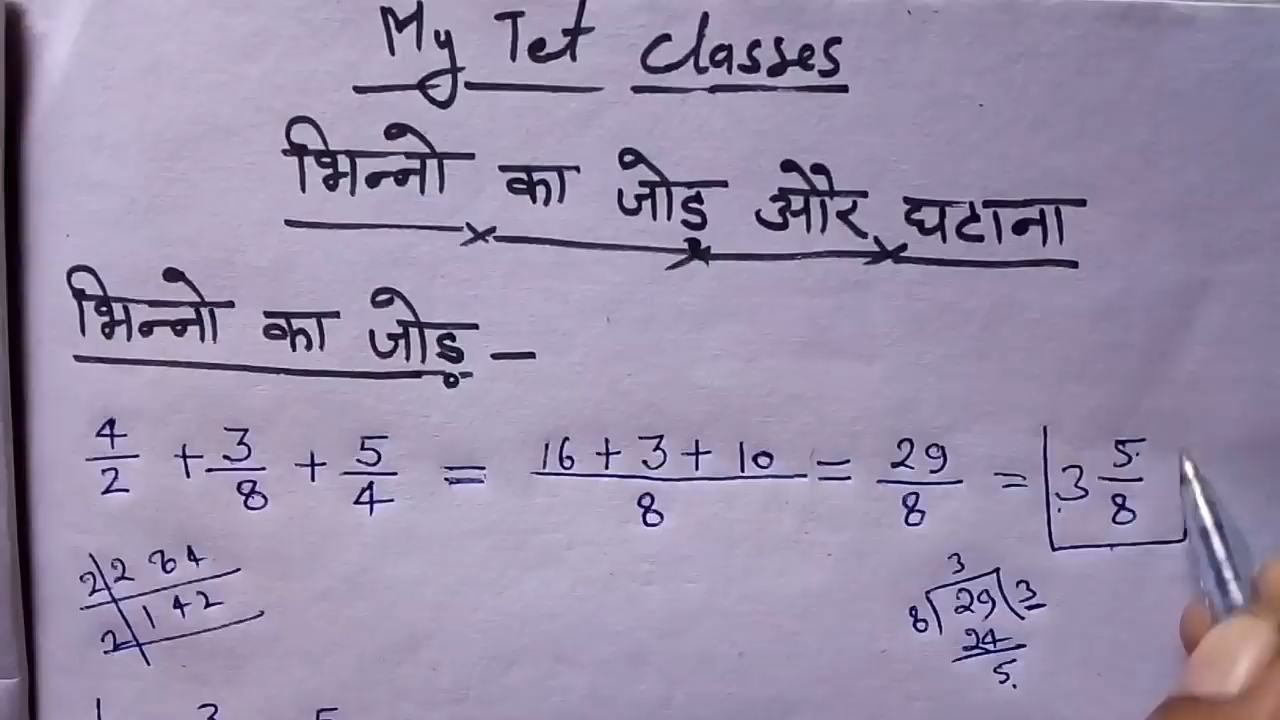 My Tet classes
भिन्नो का जोड़ और घटाना
भिन्नो का जोड़ –
4/2 + 3/8 + 5/4 = 16 + 3 + 10 / 8 = 29/8 = 3 5/8
2 | 2 8 4
2 | 1 4 2
3
8 √29 ( 3
24
5